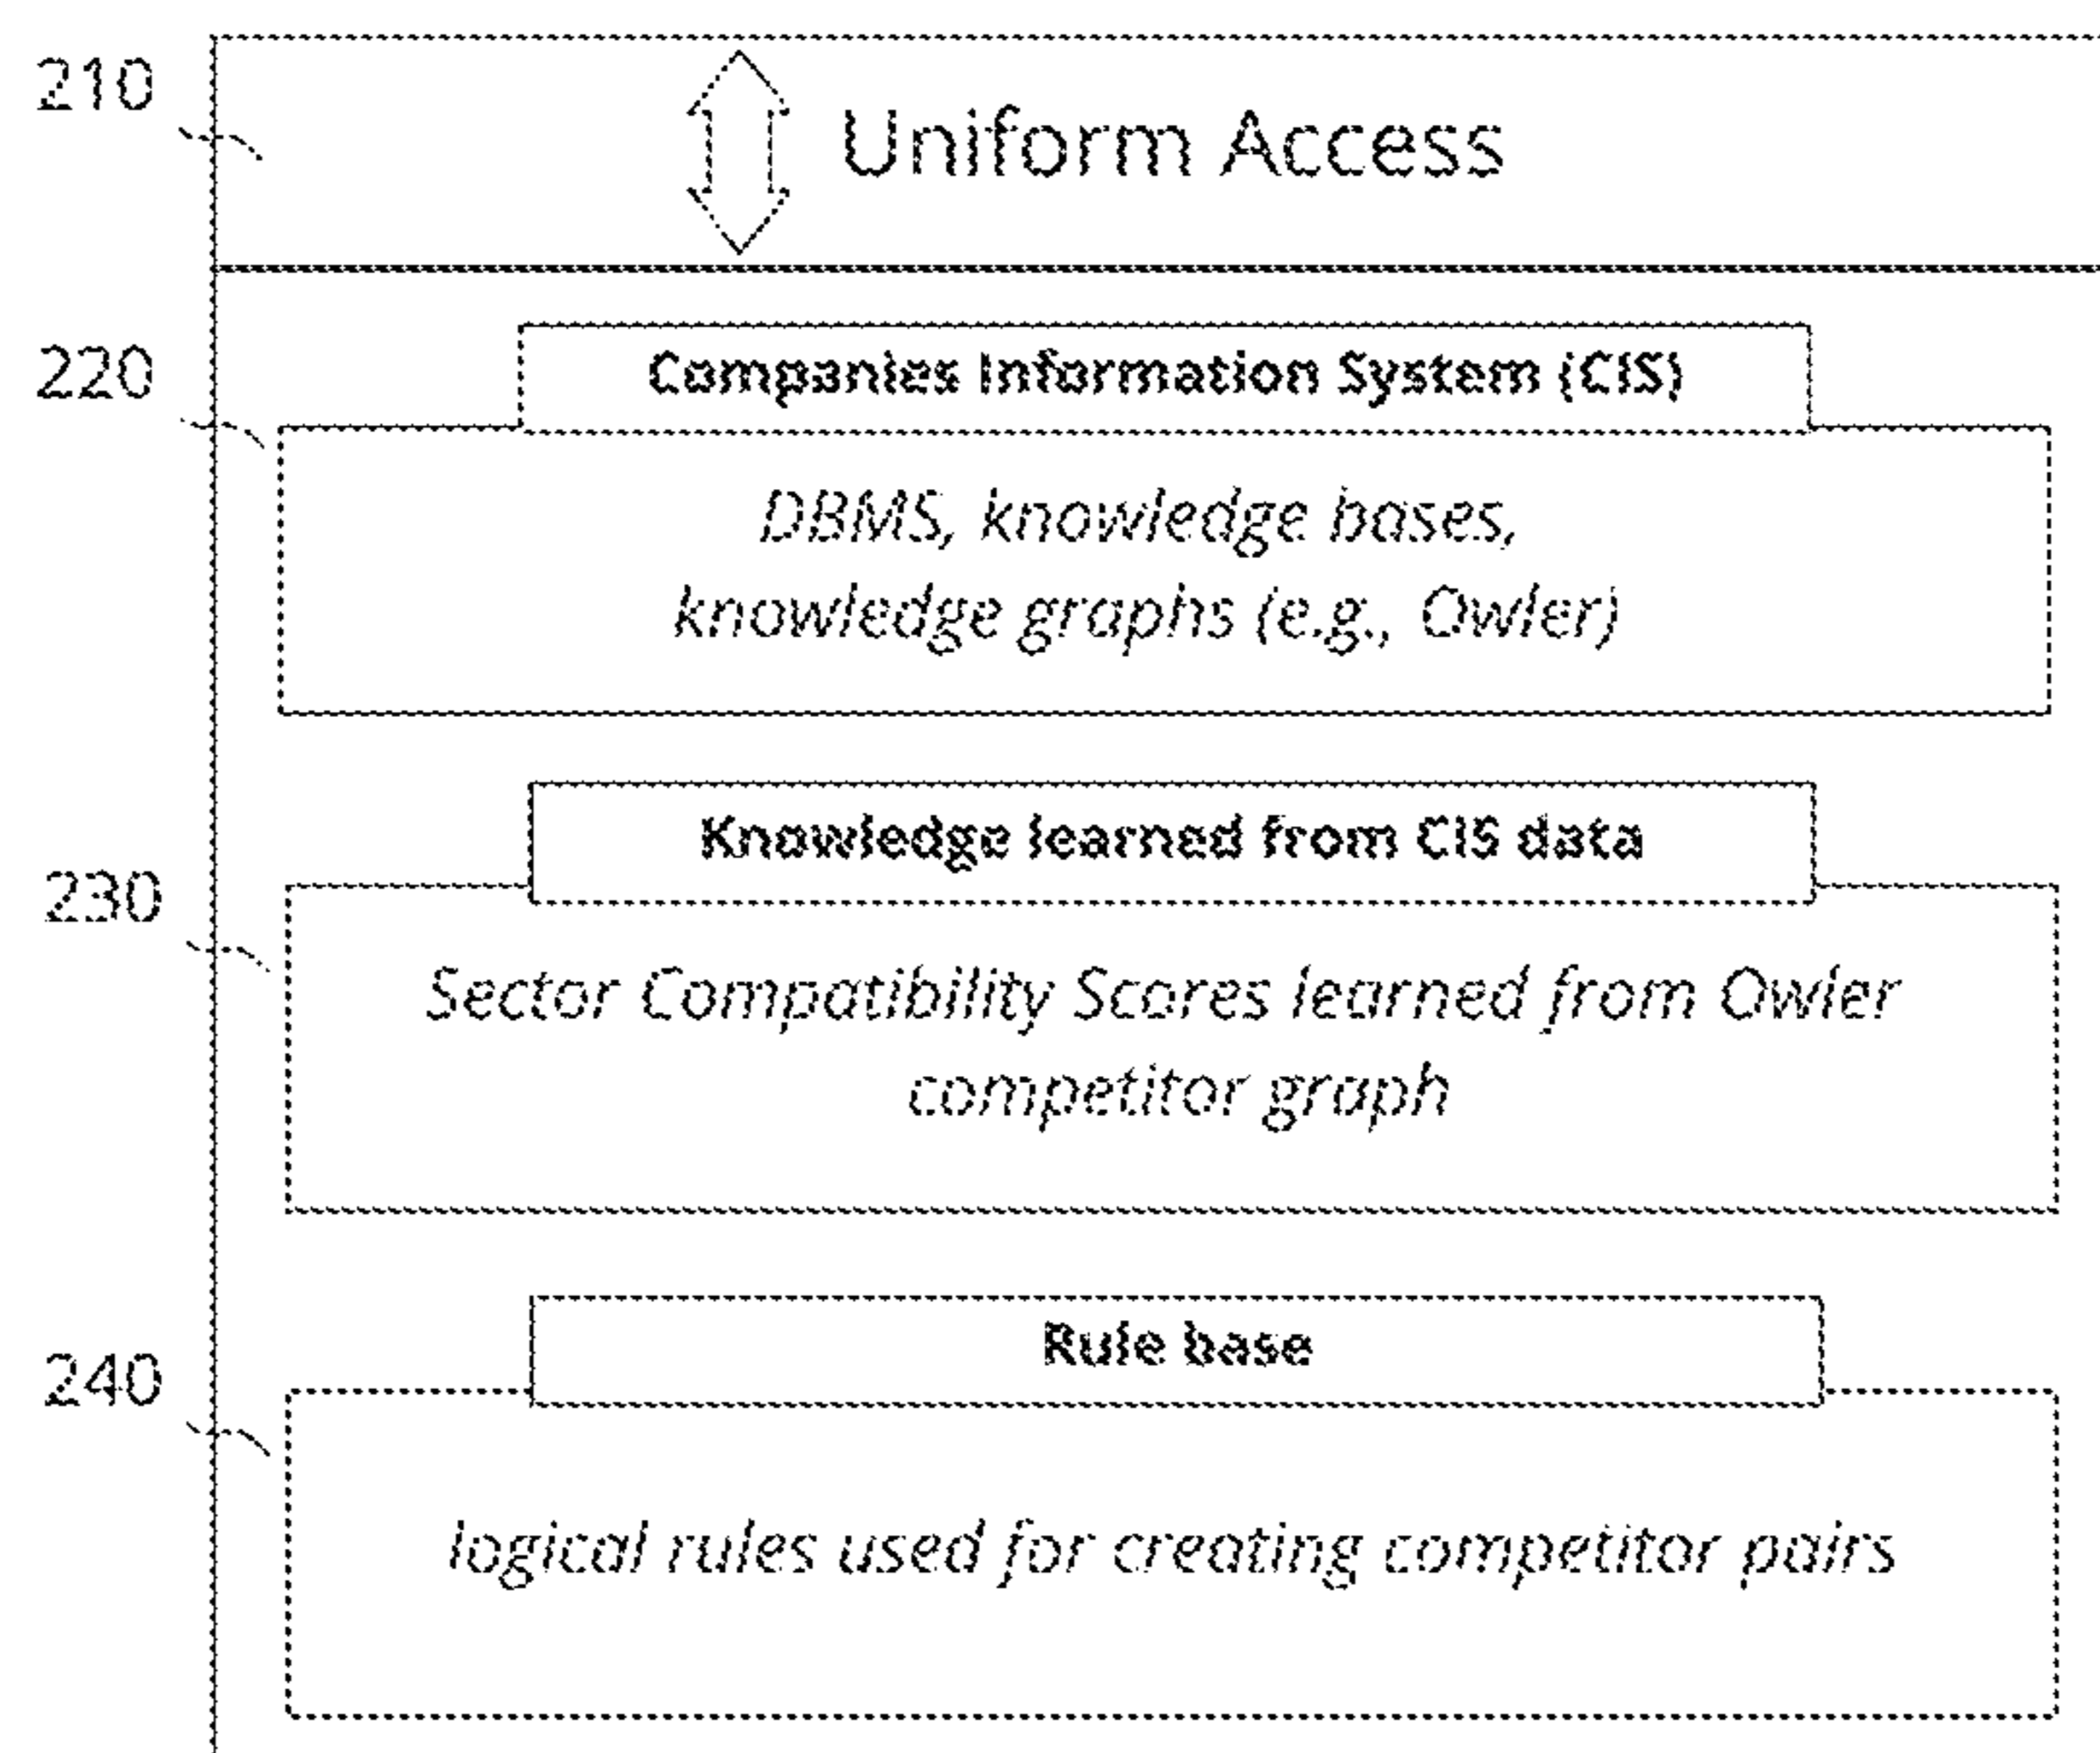 210
Uniform Access
220
Companies Information System (CIS)
DBMS, knowledge bases,
knowledge graphs (e.g., Owler)
Knowledge learned from CIS data
230
Sector Compatibility Scores learned from Owler
competitor graph
Rule base
240
logical rules used for creating competitor pairs